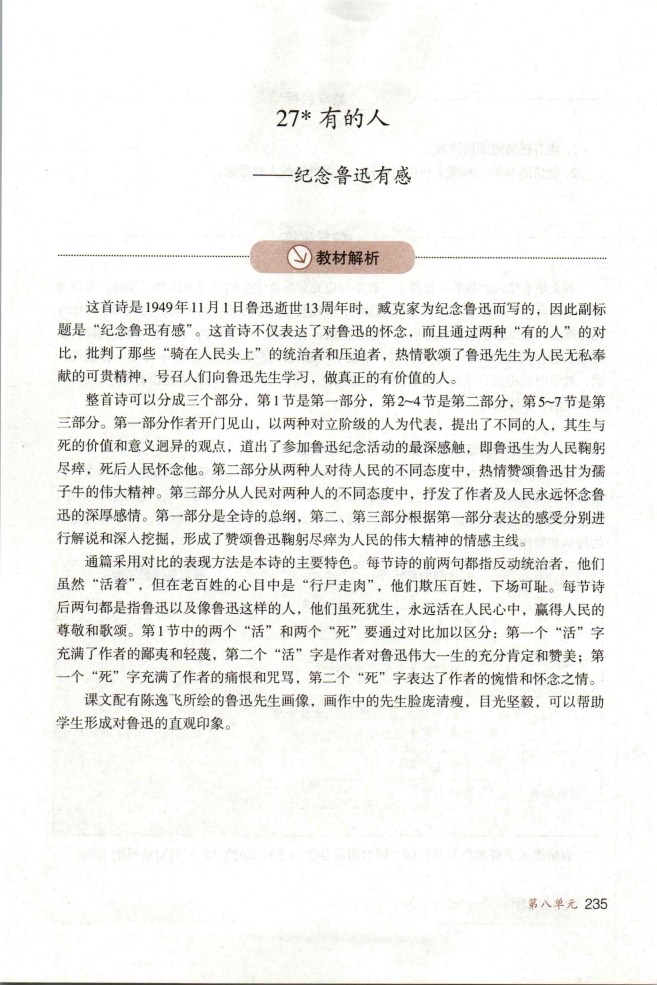 27* 有的人
——纪念鲁迅有感
教材解析
这首诗是1949年11月1日鲁迅逝世13周年时，臧克家为纪念鲁迅而写的，因此副标
题是“纪念鲁迅有感”。这首诗不仅表达了对鲁迅的怀念，而且通过两种“有的人”的对
比，批判了那些“骑在人民头上”的统治者和压迫者，热情歌颂了鲁迅先生为人民无私奉
献的可贵精神，号召人们向鲁迅先生学习，做真正的有价值的人。
整首诗可以分成三个部分，第1节是第一部分，第2~4节是第二部分，第5~7节是第
三部分。第一部分作者开门见山，以两种对立阶级的人为代表，提出了不同的人，其生与
死的价值和意义迥异的观点，道出了参加鲁迅纪念活动的最深感触，即鲁迅生为人民鞠躬
尽瘁，死后人民怀念他。第二部分从两种人对待人民的不同态度中，热情赞颂鲁迅甘为孺
子牛的伟大精神。第三部分从人民对两种人的不同态度中，抒发了作者及人民永远怀念鲁
迅的深厚感情。第一部分是全诗的总纲，第二、第三部分根据第一部分表达的感受分别进
行解说和深入挖掘，形成了赞颂鲁迅鞠躬尽瘁为人民的伟大精神的情感主线。
通篇采用对比的表现方法是本诗的主要特色。每节诗的前两句都指反动统治者，他们
虽然“活着”，但在老百姓的心目中是“行尸走肉”，他们欺压百姓，下场可耻。每节诗
后两句都是指鲁迅以及像鲁迅这样的人，他们虽死犹生，永远活在人民心中，赢得人民的
尊敬和歌颂。第1节中的两个“活”和两个“死”要通过对比加以区分：第一个“活”字
充满了作者的鄙夷和轻蔑，第二个“活”字是作者对鲁迅伟大一生的充分肯定和赞美；第
一个“死”字充满了作者的痛恨和咒骂，第二个“死”字表达了作者的惋惜和怀念之情。
课文配有陈逸飞所绘的鲁迅先生画像，画作中的先生脸庞清瘦，目光坚毅，可以帮助
学生形成对鲁迅的直观印象。
第八单元 235